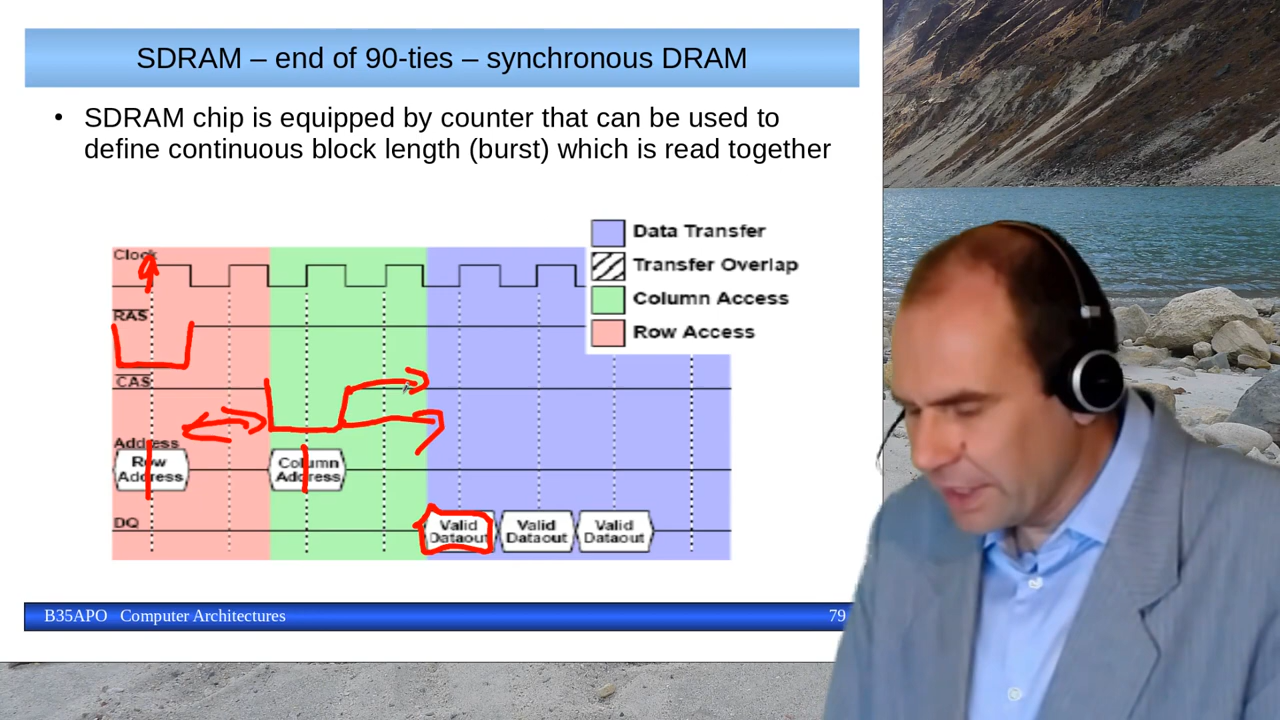 SDRAM – end of 90-ties – synchronous DRAM
• SDRAM chip is equipped by counter that can be used to
define continuous block length (burst) which is read together
Data Transfer
Transfer Overlap
Column Access
Row Access
Clock
RAS
CAS
Address
Row
Address
Column
Address
DQ
Valid
Dataout
Valid
Dataout
Valid
Dataout
B35APO Computer Architectures
79